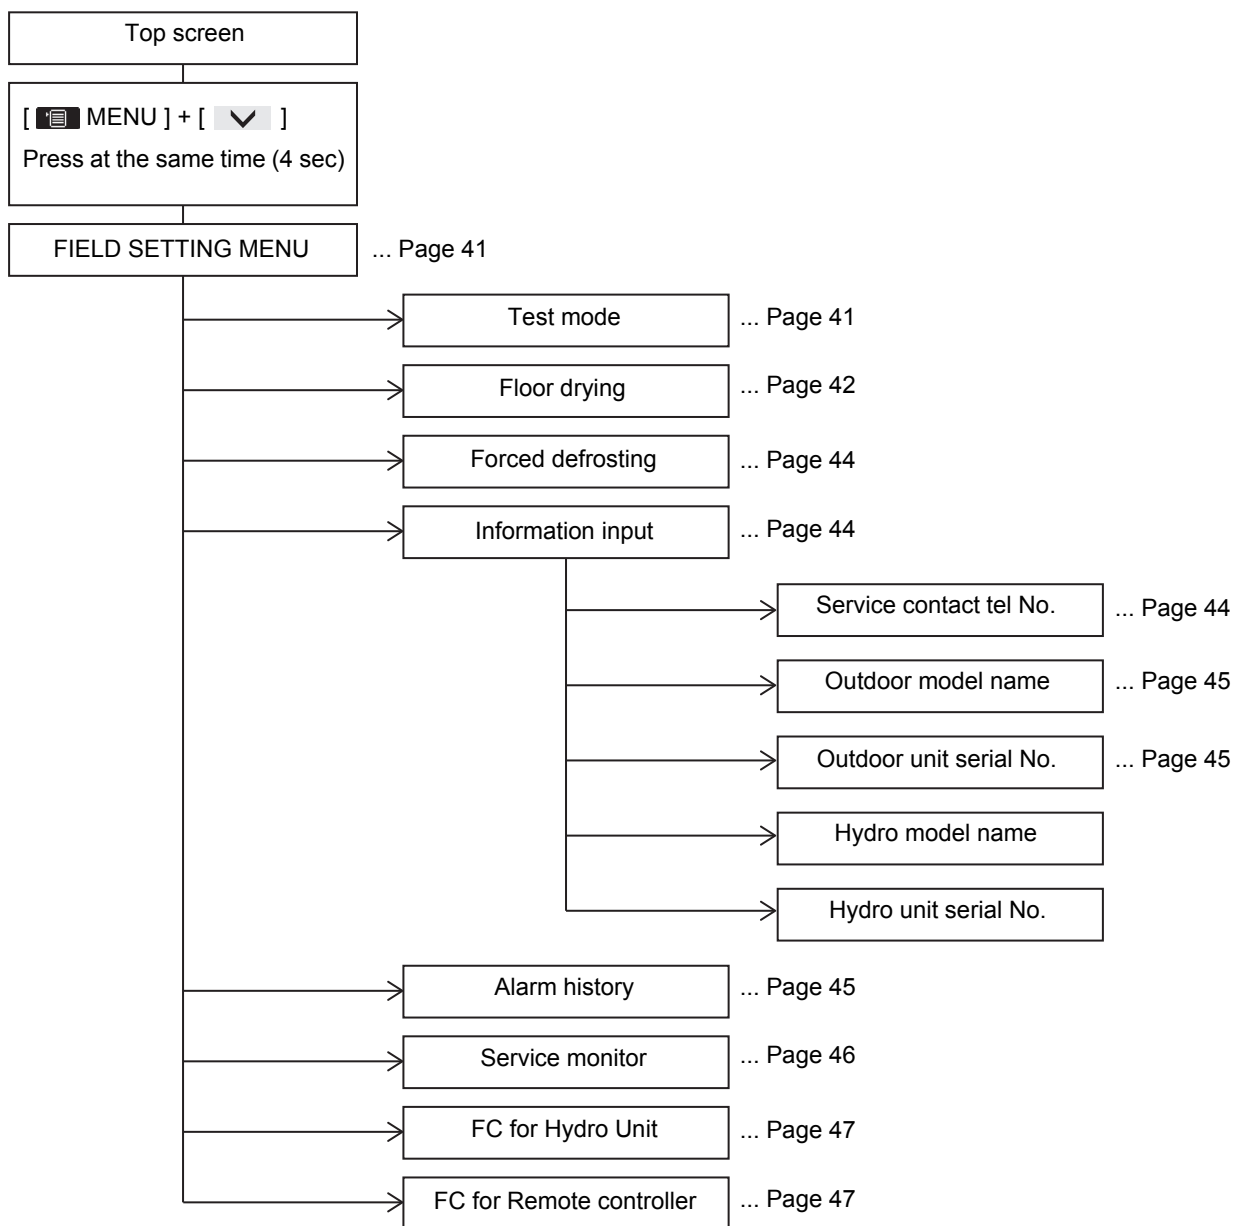 Top screen
[ MENU ] + [ ]
Press at the same time (4 sec)
FIELD SETTING MENU ... Page 41
Test mode ... Page 41
Floor drying ... Page 42
Forced defrosting ... Page 44
Information input ... Page 44
Service contact tel No. ... Page 44
Outdoor model name ... Page 45
Outdoor unit serial No. ... Page 45
Hydro model name
Hydro unit serial No.
Alarm history ... Page 45
Service monitor ... Page 46
FC for Hydro Unit ... Page 47
FC for Remote controller ... Page 47